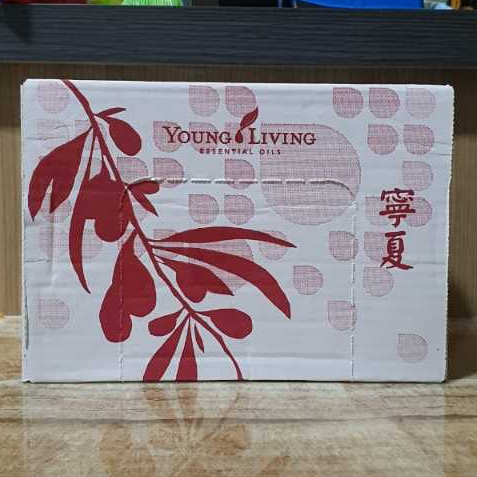 YOUNG LIVING
ESSENTIAL OILS
寧
夏